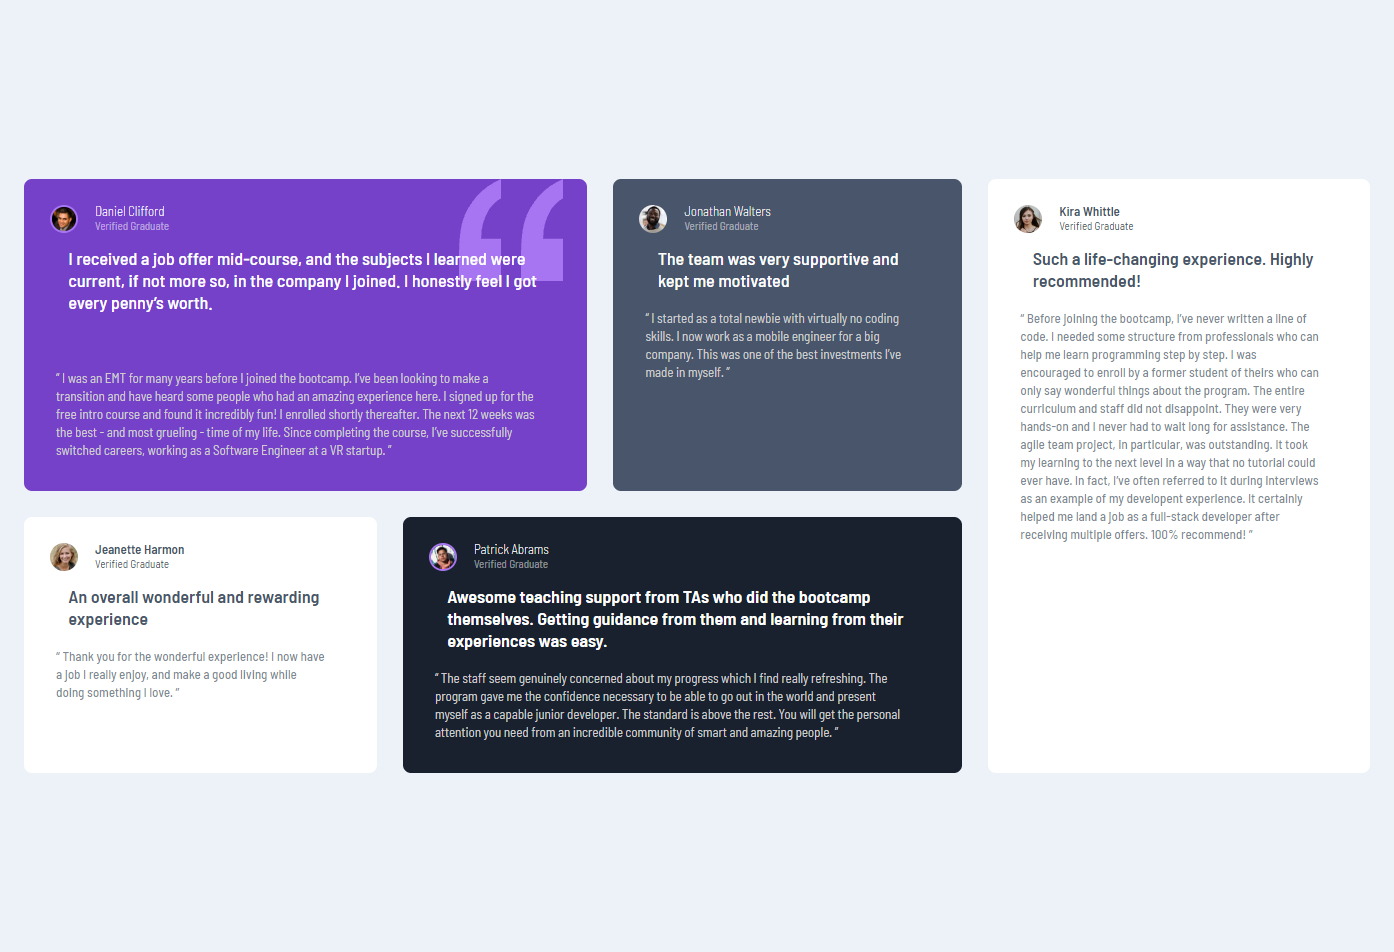 Daniel Clifford
Verified Graduate
I received a job offer mid-course, and the subjects I learned were
current, if not more so, in the company I joined. I honestly feel I got
every penny’s worth.
“ I was an EMT for many years before I joined the bootcamp. I’ve been looking to make a
transition and have heard some people who had an amazing experience here. I signed up for the
free intro course and found it incredibly fun! I enrolled shortly thereafter. The next 12 weeks was
the best - and most grueling - time of my life. Since completing the course, I’ve successfully
switched careers, working as a Software Engineer at a VR startup. ”
Jonathan Walters
Verified Graduate
The team was very supportive and
kept me motivated
“ I started as a total newbie with virtually no coding
skills. I now work as a mobile engineer for a big
company. This was one of the best investments I’ve
made in myself. ”
Kira Whittle
Verified Graduate
Such a life-changing experience. Highly
recommended!
“ Before joining the bootcamp, I’ve never written a line of
code. I needed some structure from professionals who can
help me learn programming step by step. I was
encouraged to enroll by a former student of theirs who can
only say wonderful things about the program. The entire
curriculum and staff did not disappoint. They were very
hands-on and I never had to wait long for assistance. The
agile team project, in particular, was outstanding. It took
my learning to the next level in a way that no tutorial could
ever have. In fact, I’ve often referred to it during interviews
as an example of my developent experience. It certainly
helped me land a job as a full-stack developer after
receiving multiple offers. 100% recommend! ”
Jeanette Harmon
Verified Graduate
An overall wonderful and rewarding
experience
“ Thank you for the wonderful experience! I now have
a job I really enjoy, and make a good living while
doing something I love. ”
Patrick Abrams
Verified Graduate
Awesome teaching support from TAs who did the bootcamp
themselves. Getting guidance from them and learning from their
experiences was easy.
“ The staff seem genuinely concerned about my progress which I find really refreshing. The
program gave me the confidence necessary to be able to go out in the world and present
myself as a capable junior developer. The standard is above the rest. You will get the personal
attention you need from an incredible community of smart and amazing people. ”